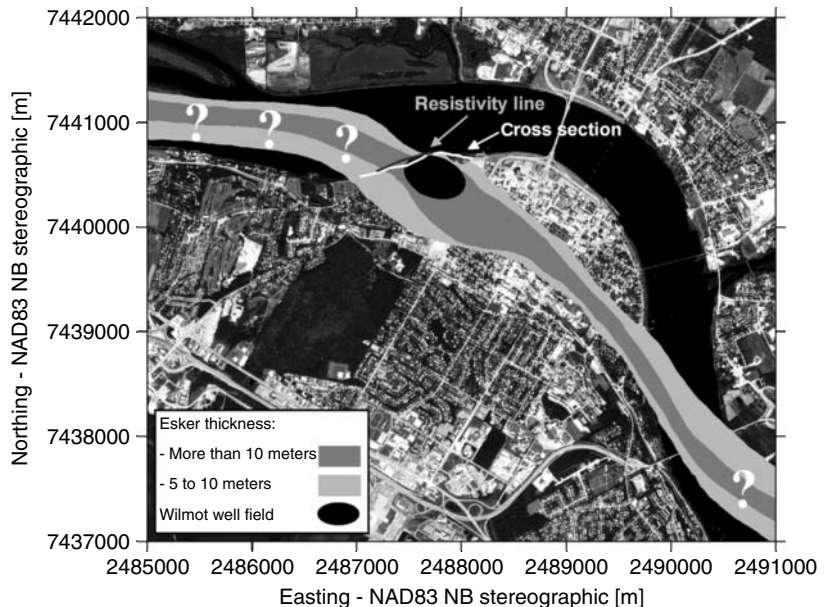 7442000
7441000
7440000
7439000
7438000
7437000
Northing - NAD83 NB stereographic [m]
? ? ?
Resistivity line
Cross section
?
Esker thickness:
- More than 10 meters
- 5 to 10 meters
Wilmot well field
2485000 2486000 2487000 2488000 2489000 2490000 2491000
Easting - NAD83 NB stereographic [m]